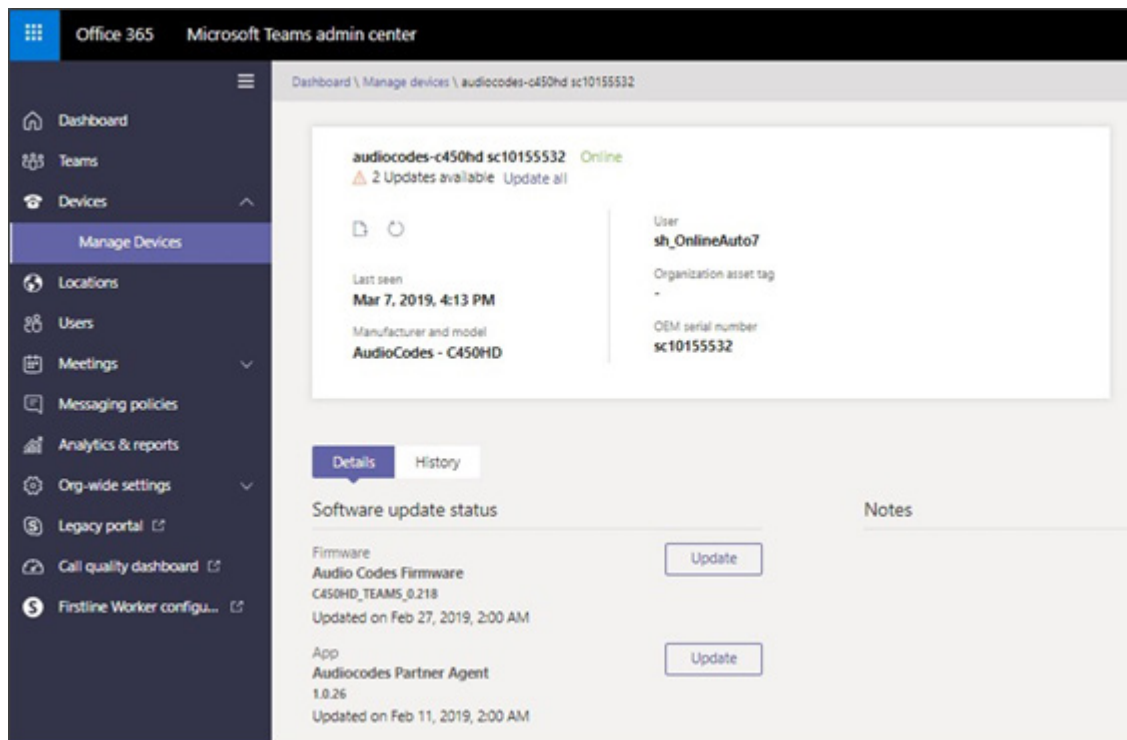 Office 365 Microsoft Teams admin center
Dashboard \ Manage devices \ audiocodes-c450hd sc10155532
Dashboard
Teams
Devices
Manage Devices
Locations
Users
Meetings
Messaging policies
Analytics & reports
Org-wide settings
Legacy portal
Call quality dashboard
Firstline Worker configu...
audiocodes-c450hd sc10155532 Online
2 Updates available Update all
Last seen
Mar 7, 2019, 4:13 PM
Manufacturer and model
AudioCodes - C450HD
User
sh_OnlineAuto7
Organization asset tag
-
OEM serial number
sc10155532
Details History
Software update status
Firmware
Audio Codes Firmware
C450HD_TEAMS_0.218
Updated on Feb 27, 2019, 2:00 AM
Update
App
Audiocodes Partner Agent
1.0.26
Updated on Feb 11, 2019, 2:00 AM
Update
Notes